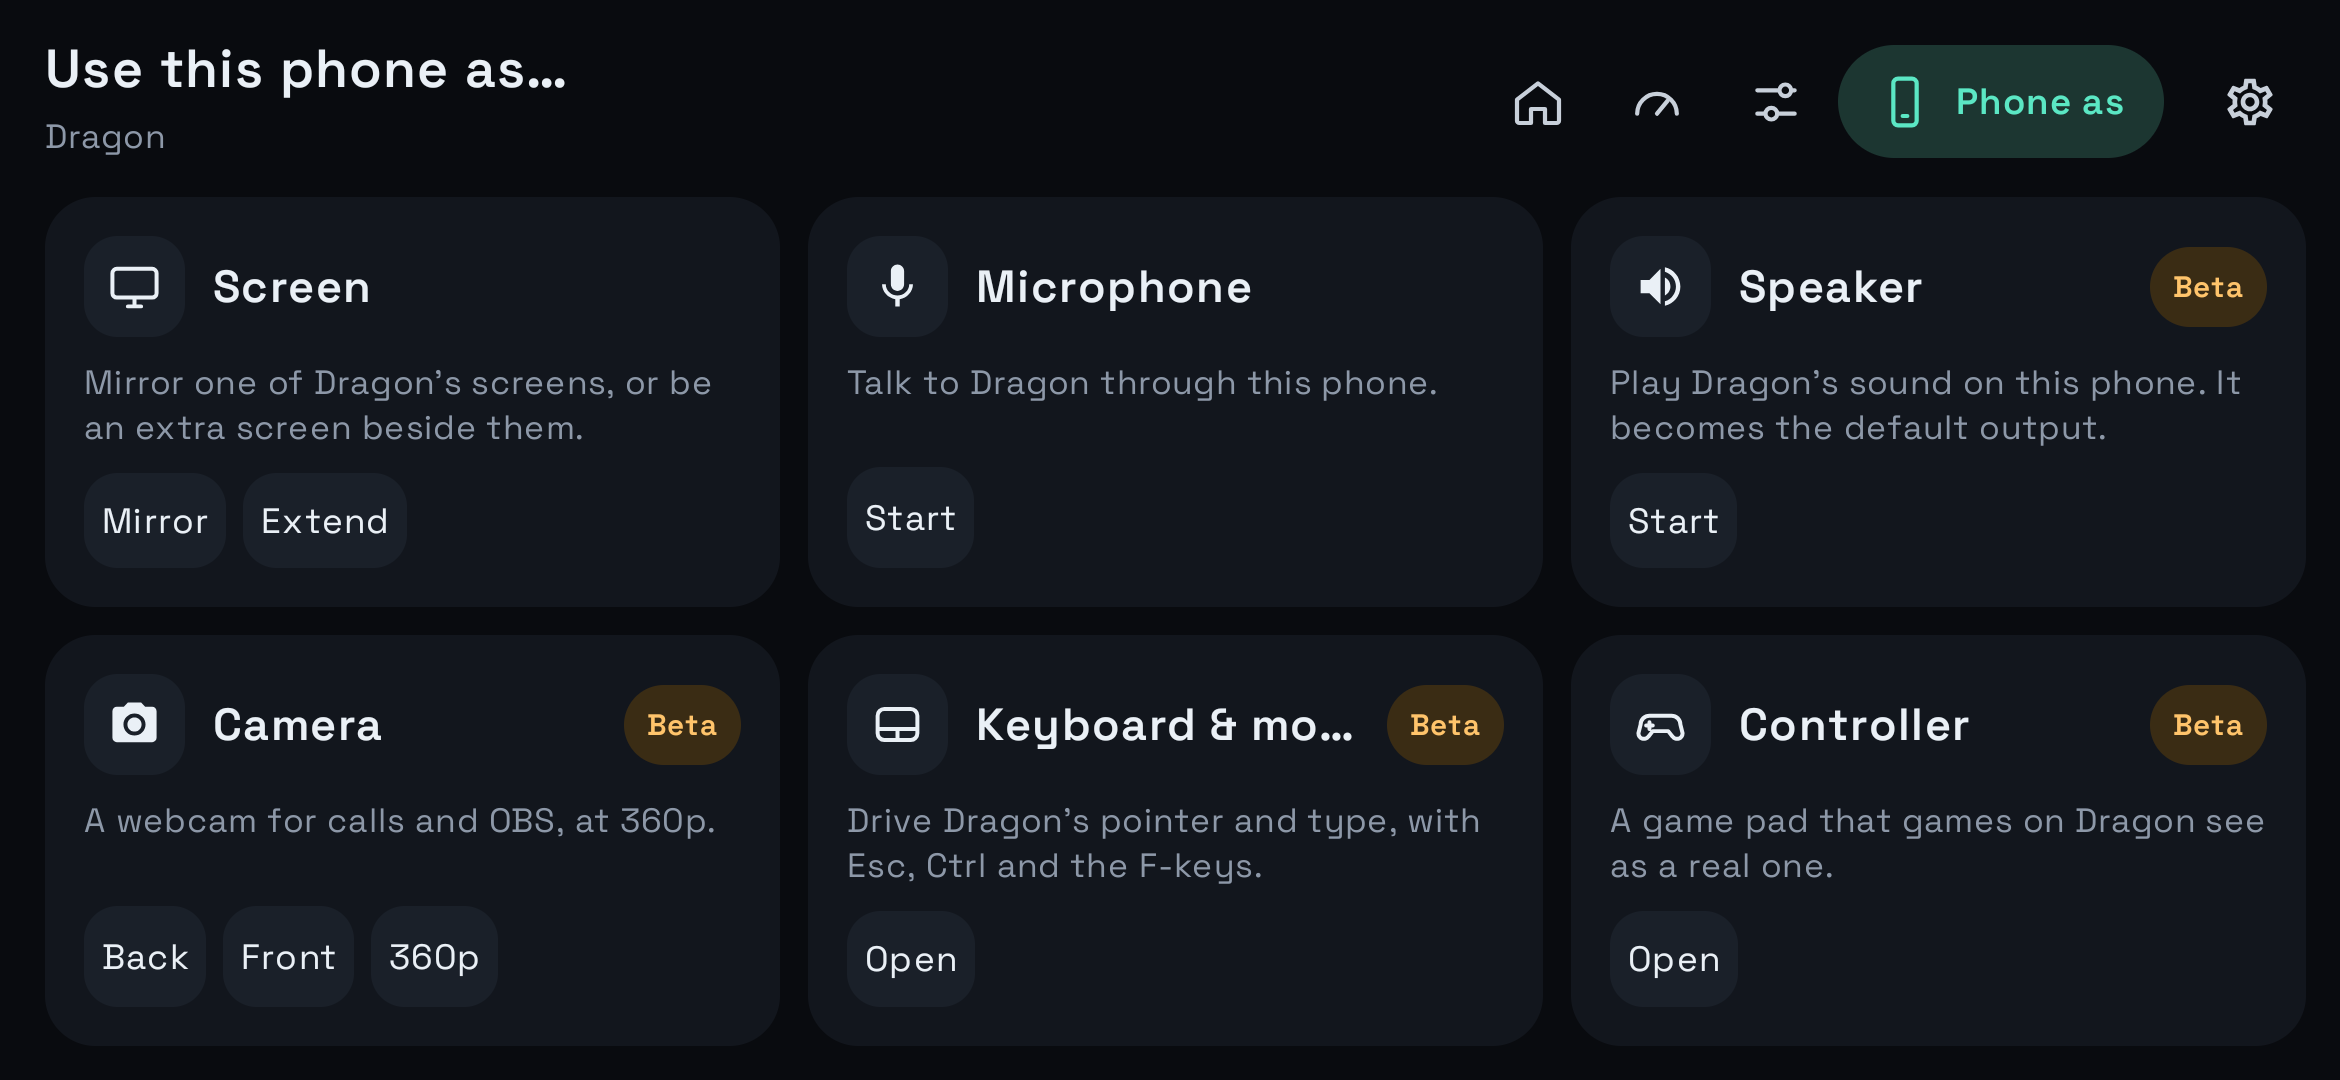 Use this phone as…
Dragon
Phone as
Screen
Mirror one of Dragon’s screens, or be
an extra screen beside them.
Mirror
Extend
Microphone
Talk to Dragon through this phone.
Start
Speaker
Beta
Play Dragon’s sound on this phone. It
becomes the default output.
Start
Camera
Beta
A webcam for calls and OBS, at 360p.
Back
Front
360p
Keyboard & mo…
Beta
Drive Dragon’s pointer and type, with
Esc, Ctrl and the F-keys.
Open
Controller
Beta
A game pad that games on Dragon see
as a real one.
Open